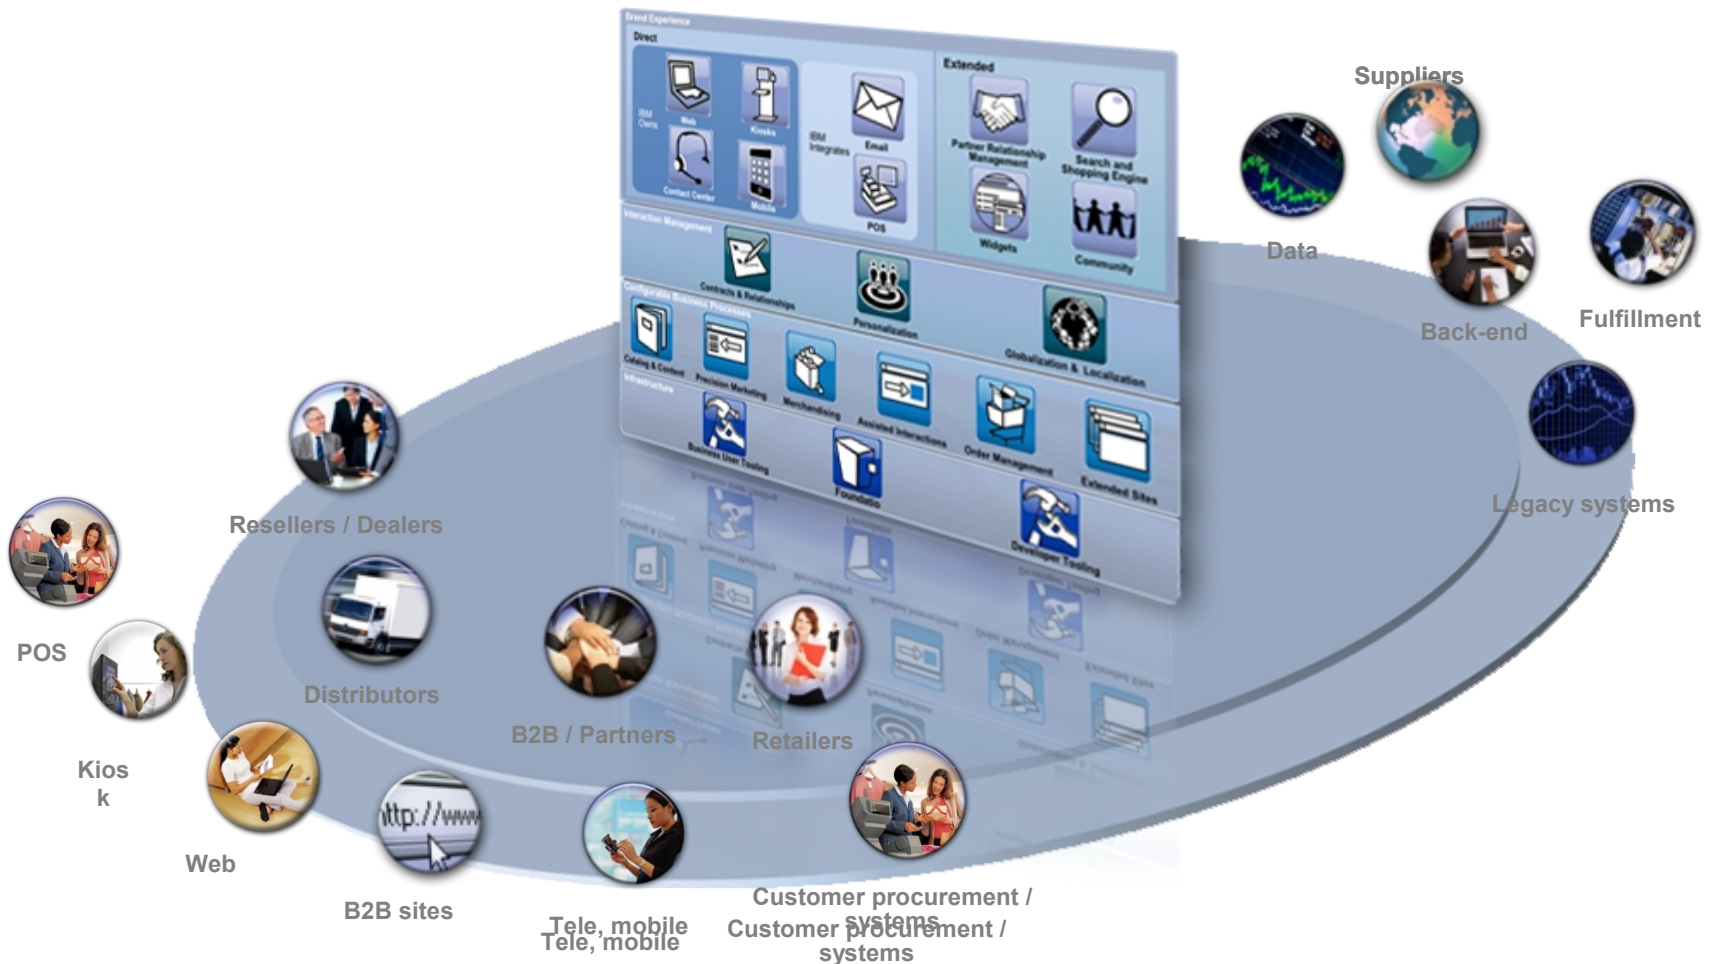 Brand Experience
Direct
IBM
Owns
Web
Kiosks
Contact Center
Mobile
IBM
Integrates
Email
POS
Extended
Partner Relationship
Management
Search and
Shopping Engine
Widgets
Community
Interaction Management
Contracts & Relationships
Personalization
Globalization & Localization
Configurable Business Processes
Catalog & Content
Precision Marketing
Merchandising
Assisted Interactions
Order Management
Extended Sites
Infrastructure
Business User Tooling
Foundatio
Developer Tooling
Suppliers
Data
Back-end
Fulfillment
Legacy systems
Resellers / Dealers
POS
Distributors
B2B / Partners
Retailers
Kios
k
Web
http://www
B2B sites
Tele, mobile
Tele, mobile
Customer procurement /
systems
Customer procurement /
systems